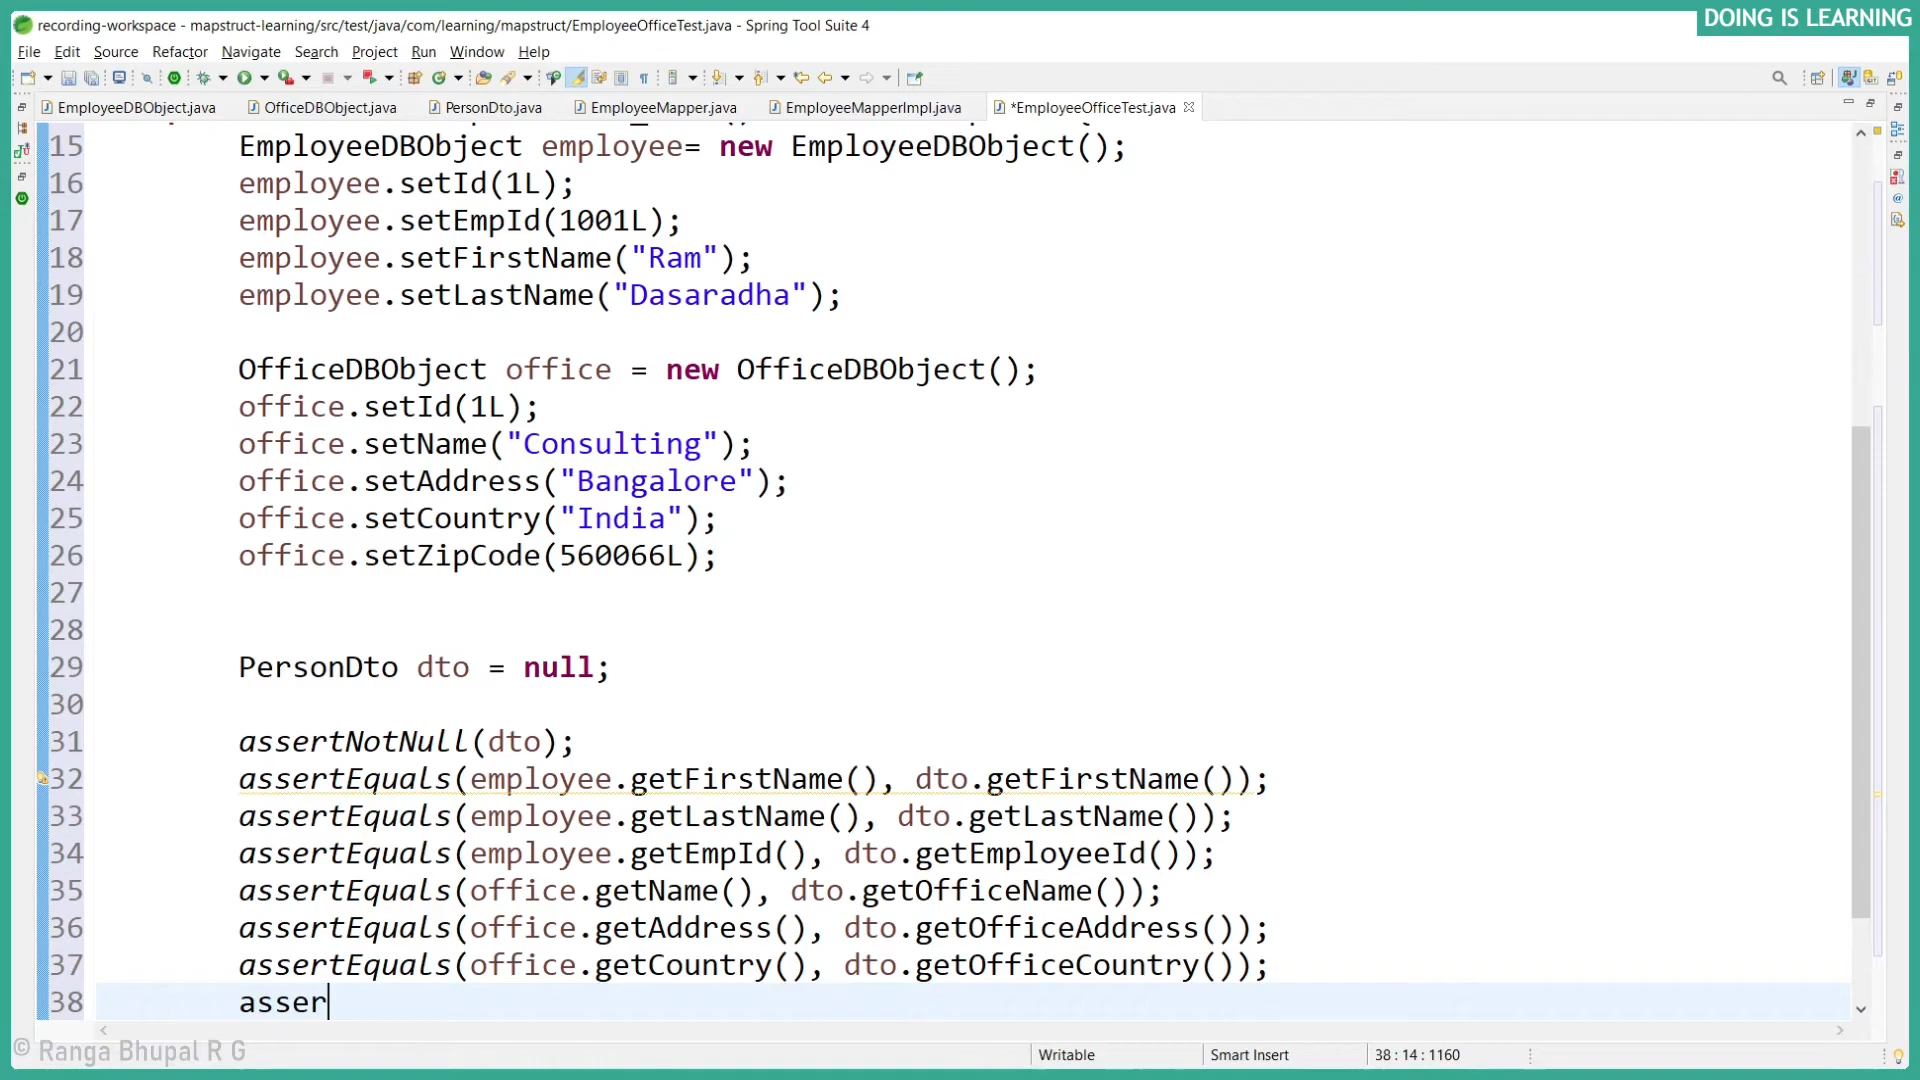 DOING IS LEARNING
recording-workspace - mapstruct-learning/src/test/java/com/learning/mapstruct/EmployeeOfficeTest.java - Spring Tool Suite 4
File Edit Source Refactor Navigate Search Project Run Window Help
EmployeeDBObject.java OfficeDBObject.java PersonDto.java EmployeeMapper.java EmployeeMapperImpl.java *EmployeeOfficeTest.java
15 EmployeeDBObject employee= new EmployeeDBObject();
16 employee.setId(1L);
17 employee.setEmpId(1001L);
18 employee.setFirstName("Ram");
19 employee.setLastName("Dasaradha");
20
21 OfficeDBObject office = new OfficeDBObject();
22 office.setId(1L);
23 office.setName("Consulting");
24 office.setAddress("Bangalore");
25 office.setCountry("India");
26 office.setZipCode(560066L);
27
28
29 PersonDto dto = null;
30
31 assertNotNull(dto);
32 assertEquals(employee.getFirstName(), dto.getFirstName());
33 assertEquals(employee.getLastName(), dto.getLastName());
34 assertEquals(employee.getEmpId(), dto.getEmployeeId());
35 assertEquals(office.getName(), dto.getOfficeName());
36 assertEquals(office.getAddress(), dto.getOfficeAddress());
37 assertEquals(office.getCountry(), dto.getOfficeCountry());
38 asser
© Ranga Bhupal R G
Writable Smart Insert 38 : 14 : 1160